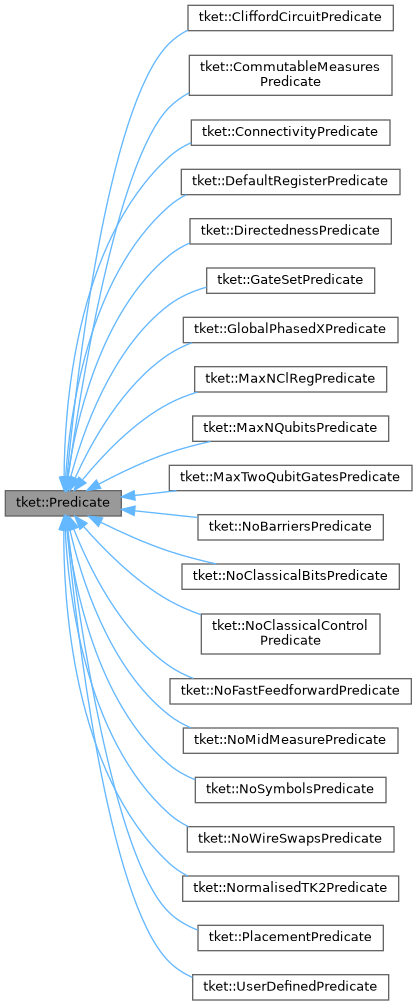 tket::CliffordCircuitPredicate
tket::CommutableMeasures
Predicate
tket::ConnectivityPredicate
tket::DefaultRegisterPredicate
tket::DirectednessPredicate
tket::GateSetPredicate
tket::GlobalPhasedXPredicate
tket::MaxNClRegPredicate
tket::MaxNQubitsPredicate
tket::MaxTwoQubitGatesPredicate
tket::Predicate
tket::NoBarriersPredicate
tket::NoClassicalBitsPredicate
tket::NoClassicalControl
Predicate
tket::NoFastFeedforwardPredicate
tket::NoMidMeasurePredicate
tket::NoSymbolsPredicate
tket::NoWireSwapsPredicate
tket::NormalisedTK2Predicate
tket::PlacementPredicate
tket::UserDefinedPredicate